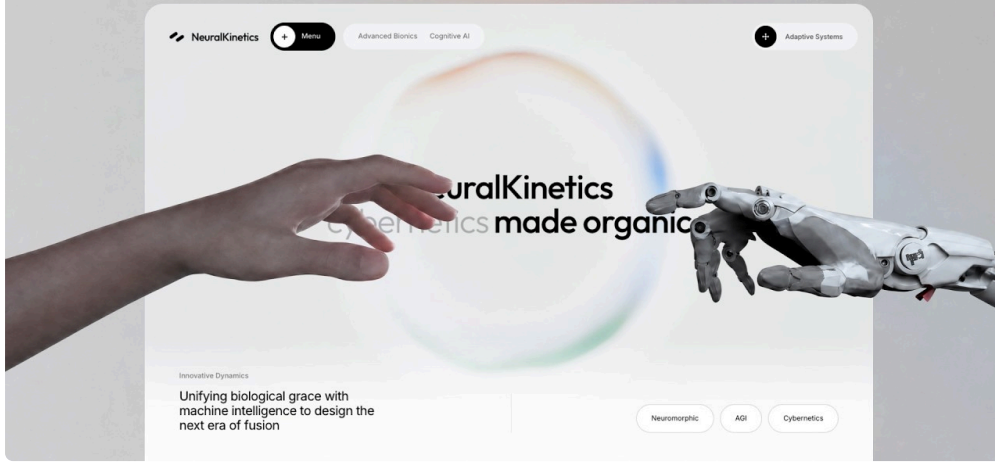 NeuralKinetics
+ Menu
Advanced Bionics Cognitive AI
Adaptive Systems
uralKinetics
cybernetics made organic
Innovative Dynamics
Unifying biological grace with
machine intelligence to design the
next era of fusion
Neuromorphic
AGI
Cybernetics